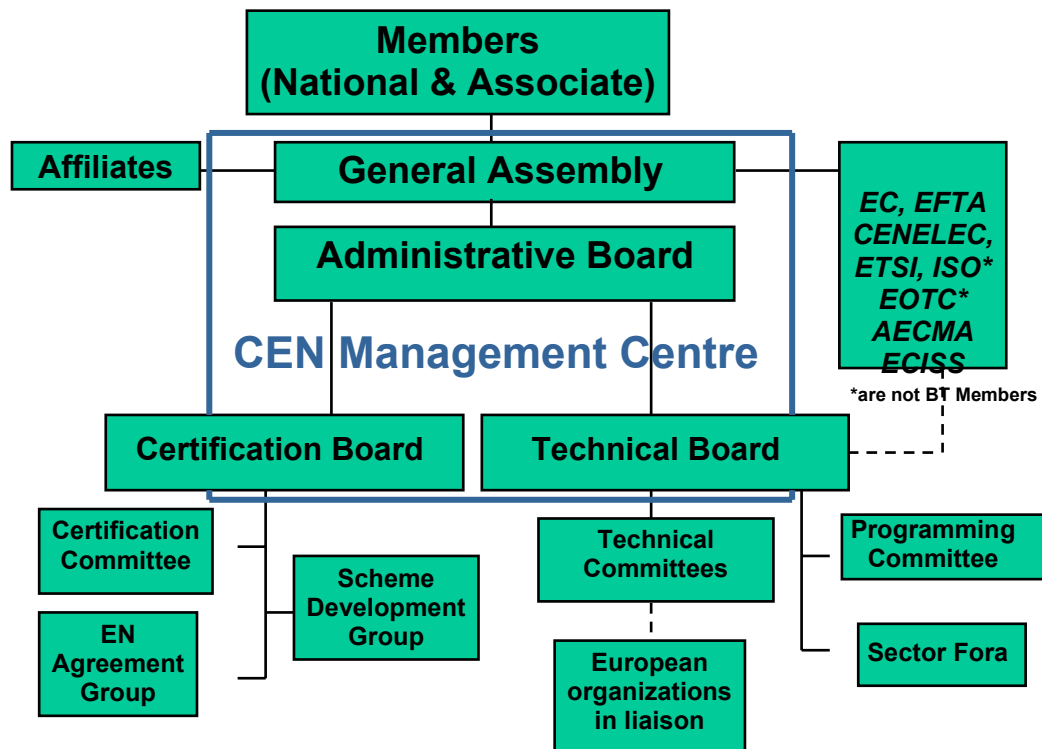 Members
(National & Associate)
Affiliates
General Assembly
EC, EFTA
CENELEC,
ETSI, ISO*
EOTC*
AECMA
ECISS
*are not BT Members
Administrative Board
CEN Management Centre
Certification Board
Technical Board
Certification
Committee
Scheme
Development
Group
EN
Agreement
Group
Technical
Committees
European
organizations
in liaison
Programming
Committee
Sector Fora